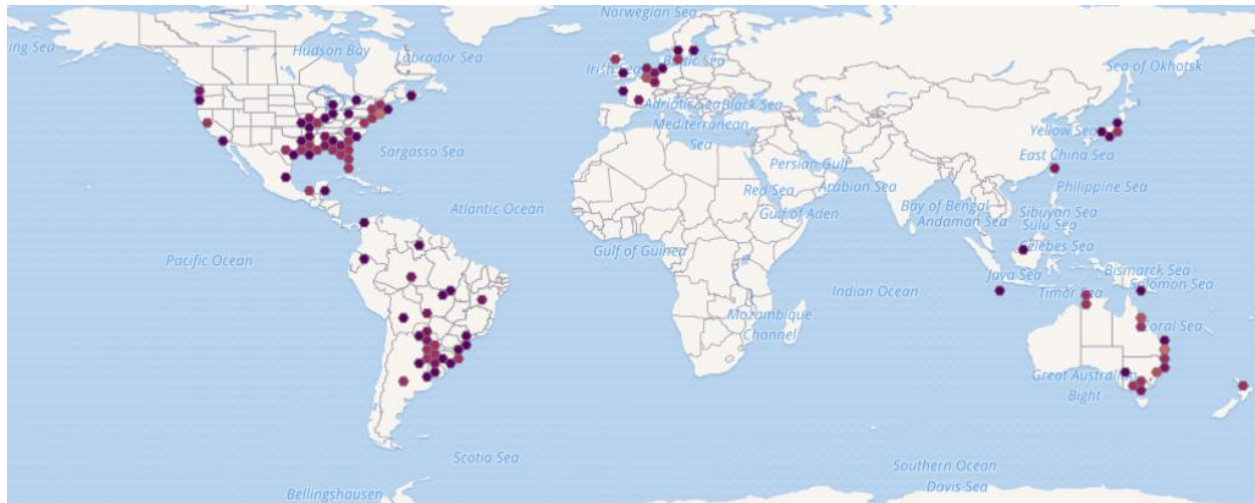 Norwegian Sea
Hudson Bay
Labrador Sea
Irish Sea
Baltic Sea
Sea of Okhotsk
Adriatic Sea
Black Sea
Mediterranean
Sea
Yellow Sea
East China Sea
Sargasso Sea
Persian Gulf
Red Sea
Arabian Sea
Philippine Sea
Atlantic Ocean
Gulf of Aden
Bay of Bengal
Andaman Sea
Sibuyan Sea
Sulu Sea
Gulf of Guinea
Celebes Sea
Pacific Ocean
Java Sea
Bismarck Sea
Solomon Sea
Indian Ocean
Timor Sea
Mozambique
Channel
Coral Sea
Great Australian
Bight
Scotia Sea
Southern Ocean
Davis Sea
Bellingshausen